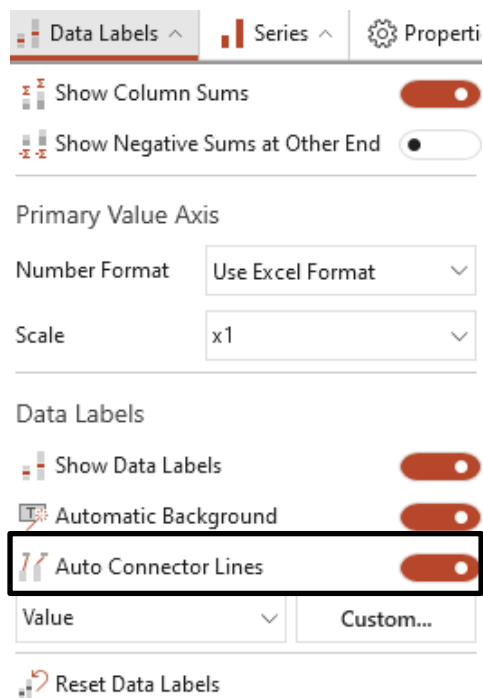 Data Labels Series Properti
Show Column Sums
Show Negative Sums at Other End
Primary Value Axis
Number Format Use Excel Format
Scale x1
Data Labels
Show Data Labels
Automatic Background
Auto Connector Lines
Value Custom...
Reset Data Labels